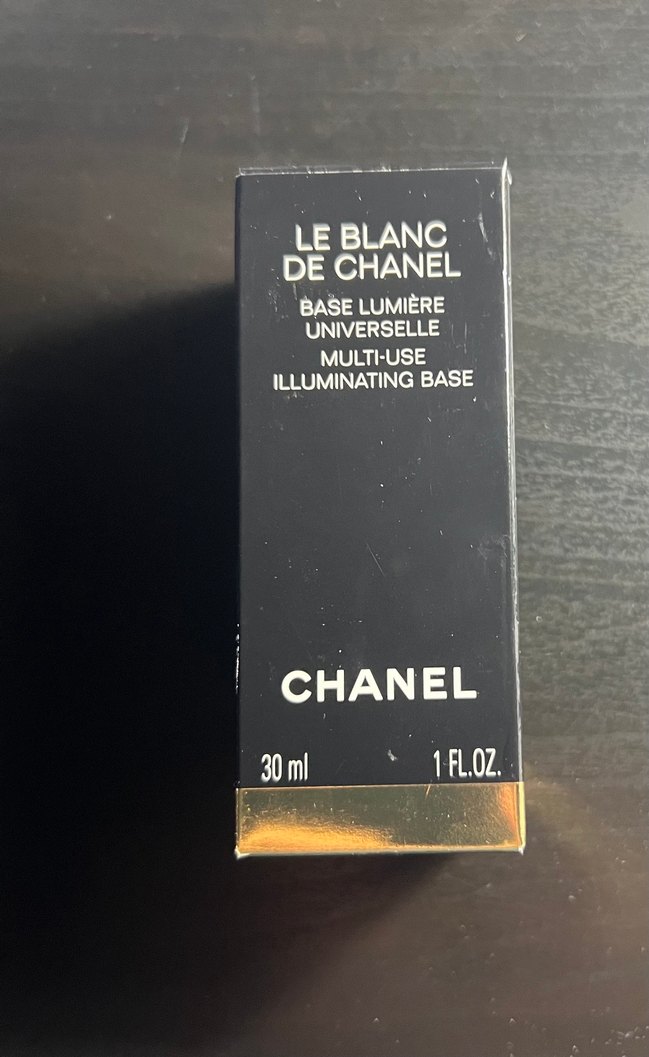 LE BLANC
DE CHANEL
BASE LUMIÈRE
UNIVERSELLE
MULTI-USE
ILLUMINATING BASE
CHANEL
30 ml 1 FL.OZ.